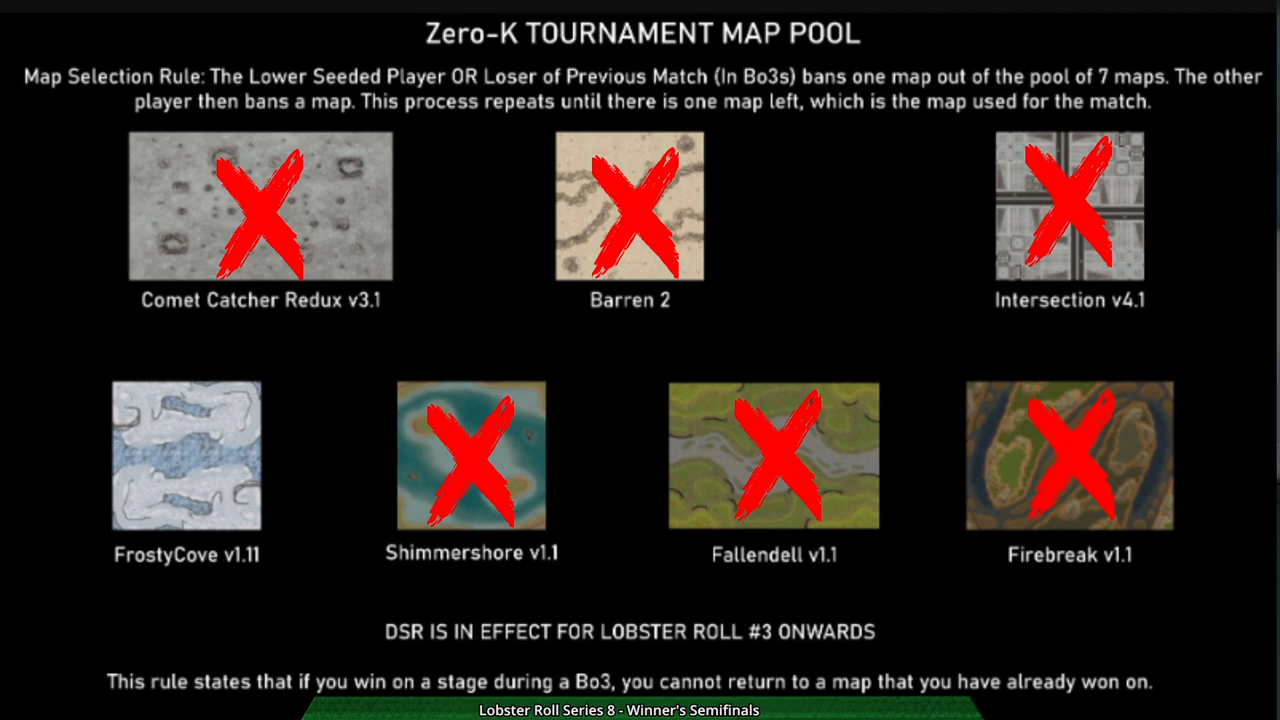 Zero-K TOURNAMENT MAP POOL
Map Selection Rule: The Lower Seeded Player OR Loser of Previous Match (In Bo3s) bans one map out of the pool of 7 maps. The other
player then bans a map. This process repeats until there is one map left, which is the map used for the match.
Comet Catcher Redux v3.1
Barren 2
Intersection v4.1
FrostyCove v1.11
Shimmershore v1.1
Fallendell v1.1
Firebreak v1.1
DSR IS IN EFFECT FOR LOBSTER ROLL #3 ONWARDS
This rule states that if you win on a stage during a Bo3, you cannot return to a map that you have already won on.
Lobster Roll Series 8 - Winner's Semifinals